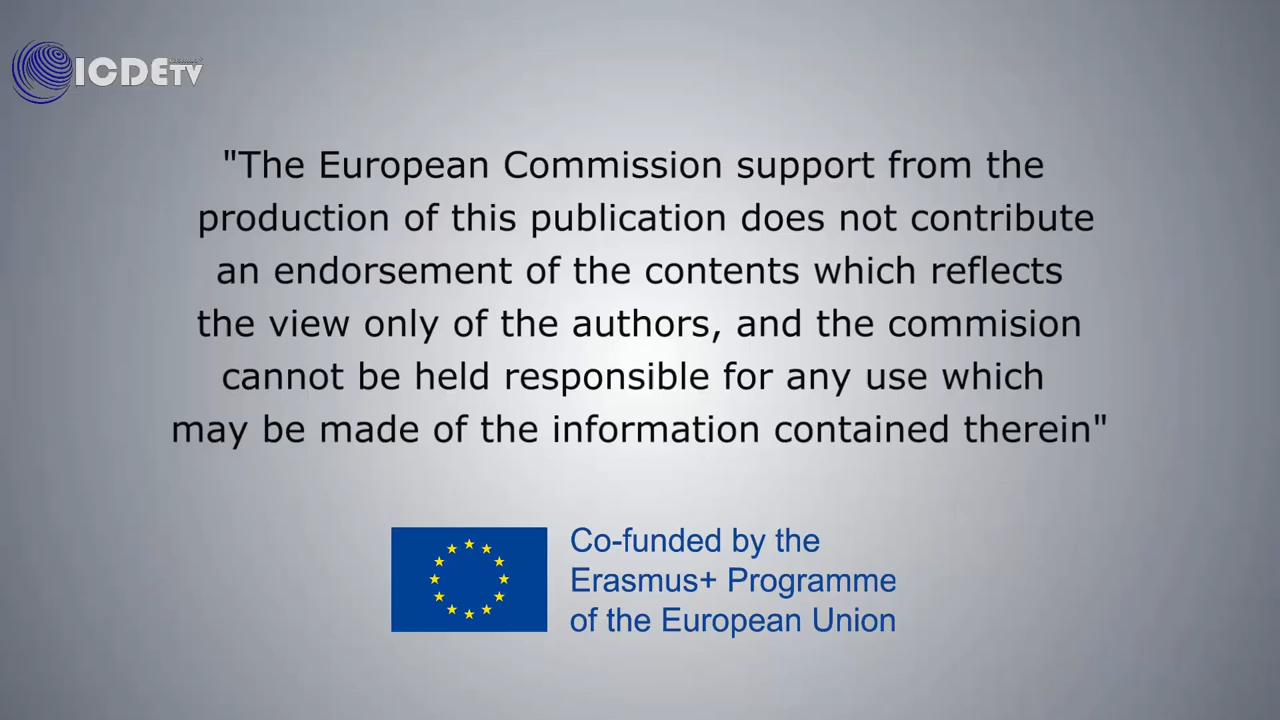 ICDETV
"The European Commission support from the
production of this publication does not contribute
an endorsement of the contents which reflects
the view only of the authors, and the commision
cannot be held responsible for any use which
may be made of the information contained therein"
Co-funded by the
Erasmus+ Programme
of the European Union